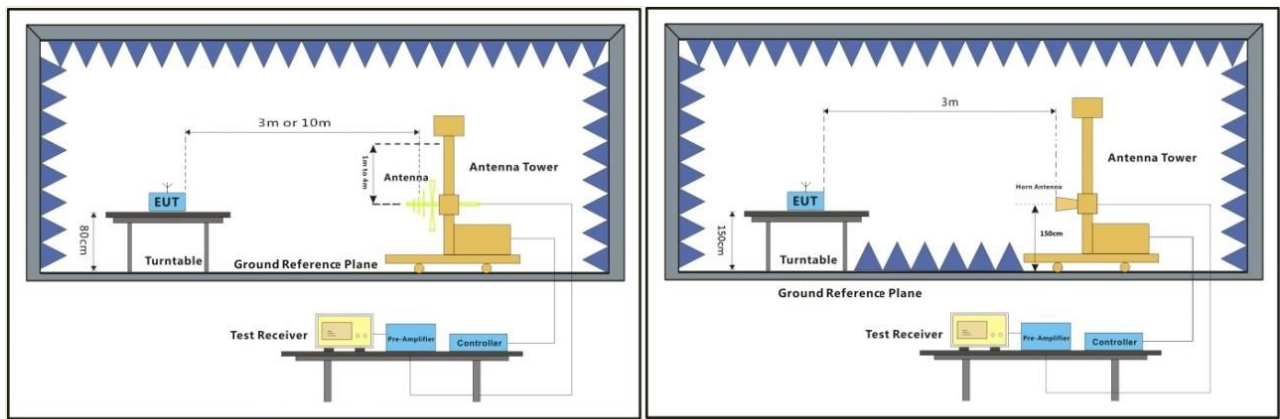 3m or 10m
1m to 4m
Antenna
Antenna Tower
EUT
80cm
Turntable
Ground Reference Plane
Test Receiver
Pre-Amplifier
Controller
3m
Antenna Tower
Horn Antenna
EUT
150cm
150cm
Turntable
Ground Reference Plane
Test Receiver
Pre-Amplifier
Controller